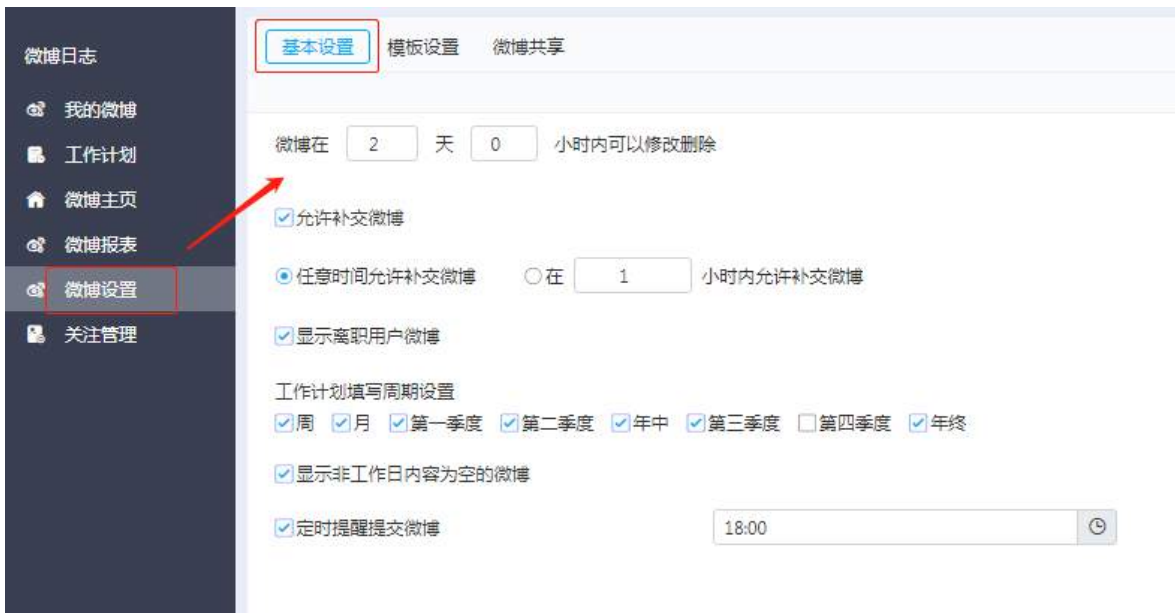 微博日志
我的微博
工作计划
微博主页
微博报表
微博设置
关注管理
基本设置 模板设置 微博共享
微博在 2 天 0 小时内可以修改删除
允许补交微博
任意时间允许补交微博 在 1 小时内允许补交微博
显示离职用户微博
工作计划填写周期设置
周 月 第一季度 第二季度 年中 第三季度 第四季度 年终
显示非工作日内容为空的微博
定时提醒提交微博 18:00